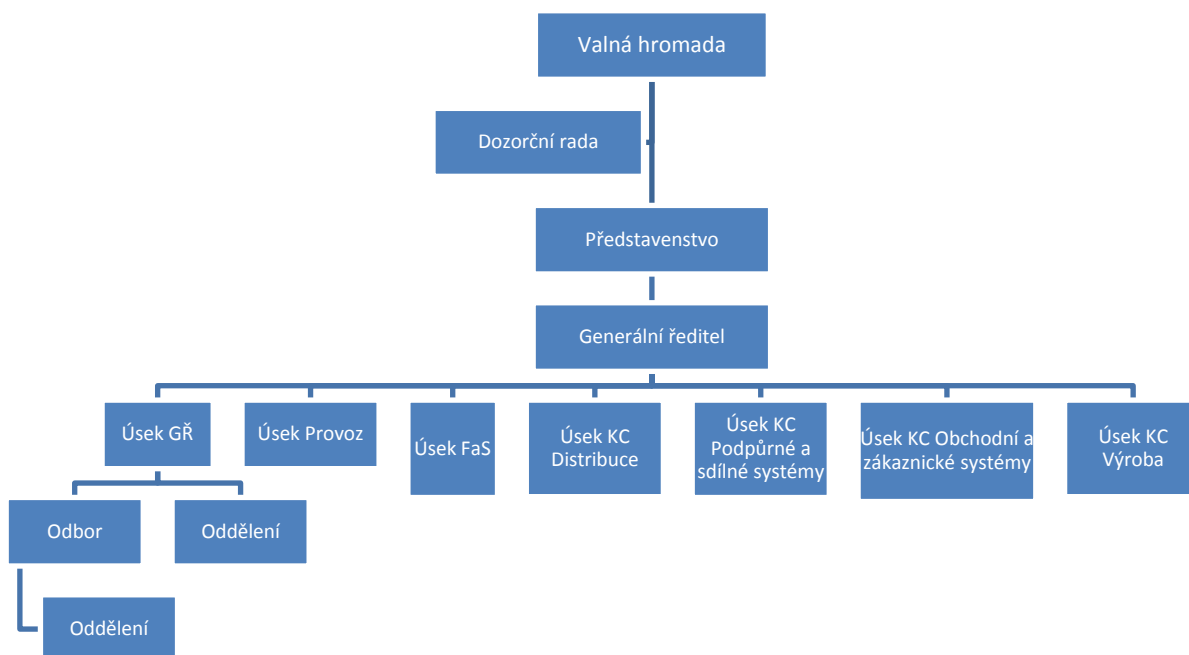 Valná hromada
Dozorční rada
Představenstvo
Generální ředitel
Úsek GŘ
Úsek Provoz
Úsek FaS
Úsek KC
Distribuce
Úsek KC
Podpůrné a
sdílné systémy
Úsek KC Obchodní a
zákaznické systémy
Úsek KC
Výroba
Odbor
Oddělení
Oddělení